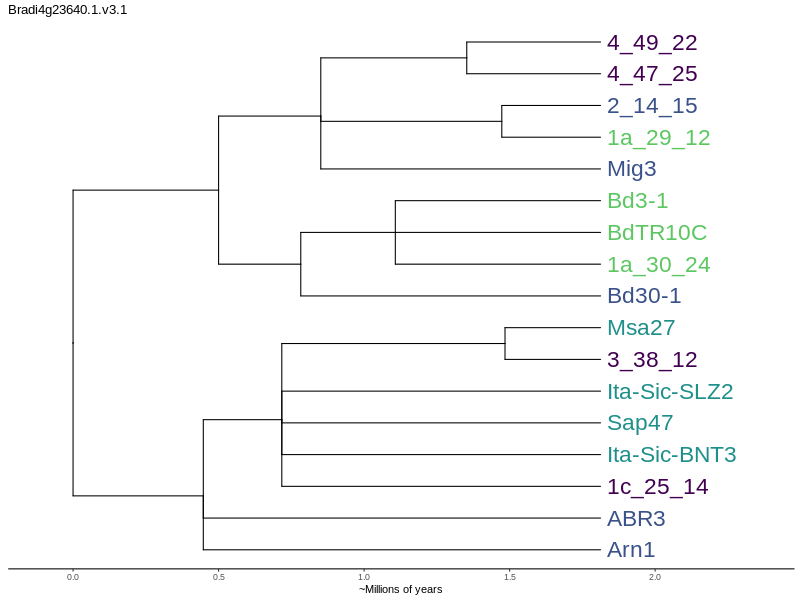 Bradi4g23640.1.v3.1
4_49_22
4_47_25
2_14_15
1a_29_12
Mig3
Bd3-1
BdTR10C
1a_30_24
Bd30-1
Msa27
3_38_12
Ita-Sic-SLZ2
Sap47
Ita-Sic-BNT3
1c_25_14
ABR3
Arn1
0.0 0.5 1.0 1.5 2.0
~Millions of years